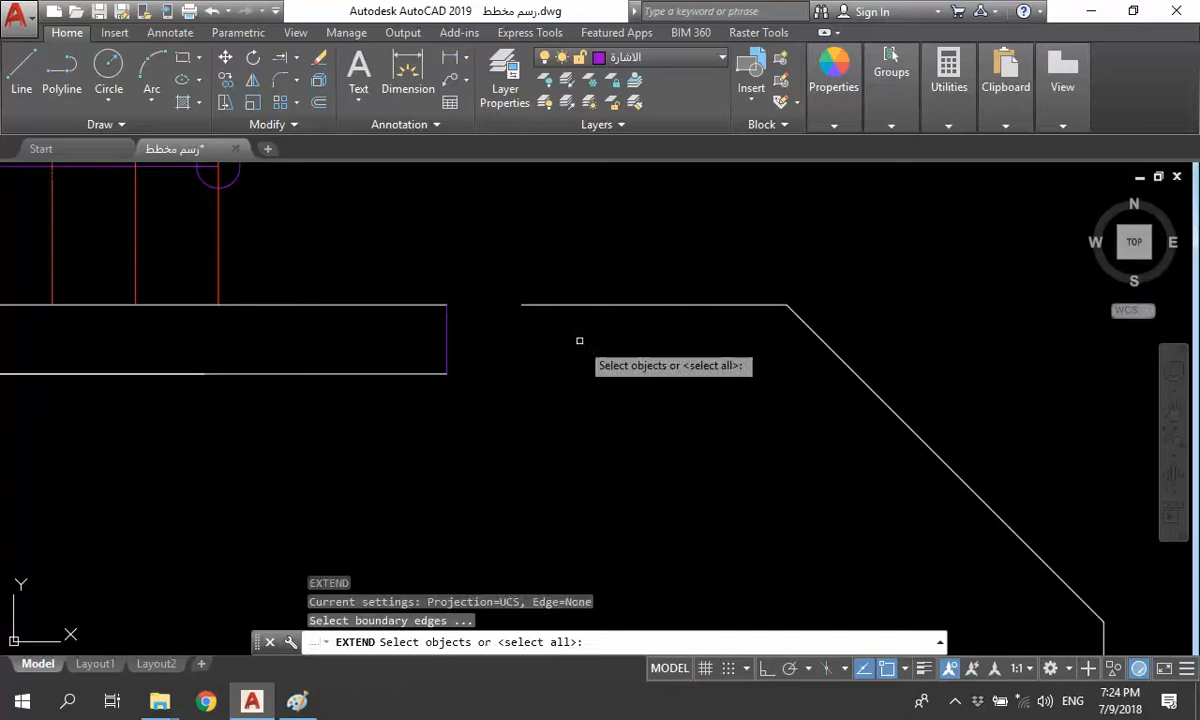 Autodesk AutoCAD 2019 رسم مخطط.dwg
Type a keyword or phrase
Sign In
Home Insert Annotate Parametric View Manage Output Add-ins Express Tools Featured Apps BIM 360 Raster Tools
الاشارة
Line Polyline Circle Arc Text Dimension Layer Properties Insert Properties Groups Utilities Clipboard View
Draw Modify Annotation Layers Block
Start رسم مخطط*
N
W TOP E
S
WCS
Select objects or <select all>:
EXTEND
Current settings: Projection=UCS, Edge=None
Select boundary edges ...
Y
X
EXTEND Select objects or <select all>:
Model Layout1 Layout2
MODEL 1:1
ENG
7:24 PM
7/9/2018